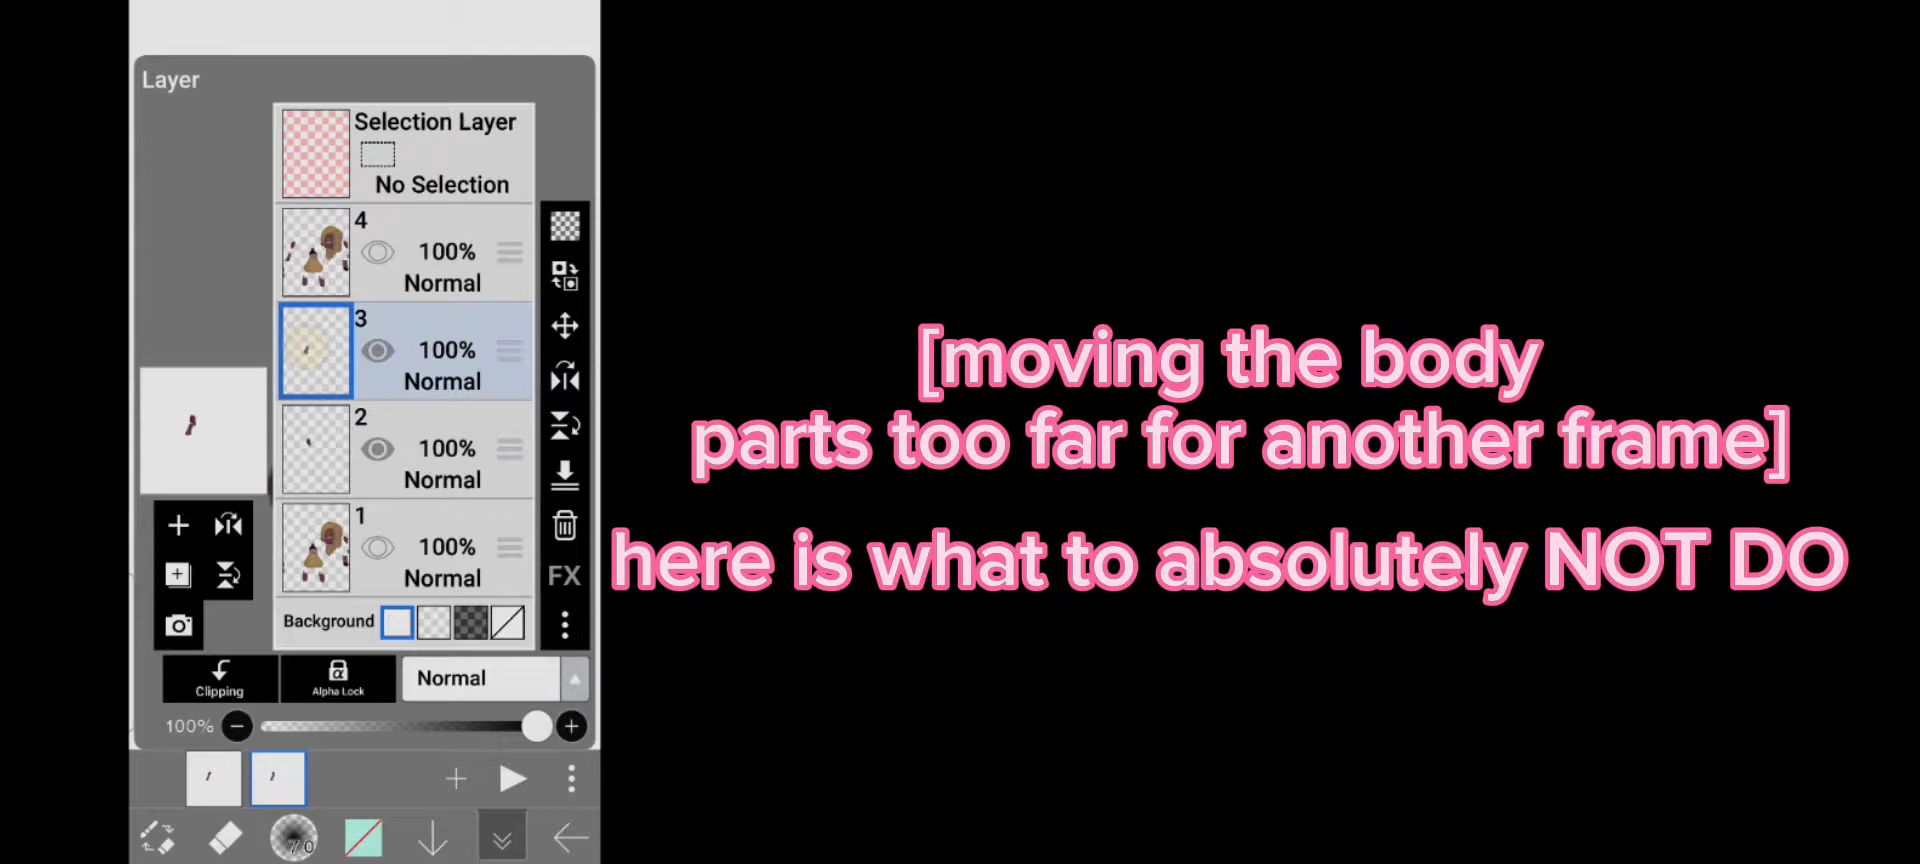 Layer
Selection Layer
No Selection
4
100%
Normal
3
100%
Normal
2
100%
Normal
1
100%
Normal
FX
Background
Clipping
α
Alpha Lock
Normal
100%
7.0
[moving the body
parts too far for another frame]
here is what to absolutely NOT DO